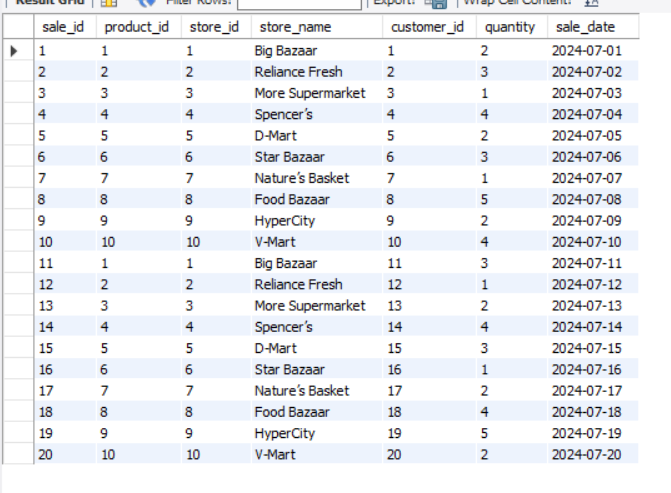 Result Grid | Filter Rows: | Export: | Wrap Cell Content:
sale_id product_id store_id store_name customer_id quantity sale_date
1 1 1 Big Bazaar 1 2 2024-07-01
2 2 2 Reliance Fresh 2 3 2024-07-02
3 3 3 More Supermarket 3 1 2024-07-03
4 4 4 Spencer's 4 4 2024-07-04
5 5 5 D-Mart 5 2 2024-07-05
6 6 6 Star Bazaar 6 3 2024-07-06
7 7 7 Nature's Basket 7 1 2024-07-07
8 8 8 Food Bazaar 8 5 2024-07-08
9 9 9 HyperCity 9 2 2024-07-09
10 10 10 V-Mart 10 4 2024-07-10
11 1 1 Big Bazaar 11 3 2024-07-11
12 2 2 Reliance Fresh 12 1 2024-07-12
13 3 3 More Supermarket 13 2 2024-07-13
14 4 4 Spencer's 14 4 2024-07-14
15 5 5 D-Mart 15 3 2024-07-15
16 6 6 Star Bazaar 16 1 2024-07-16
17 7 7 Nature's Basket 17 2 2024-07-17
18 8 8 Food Bazaar 18 4 2024-07-18
19 9 9 HyperCity 19 5 2024-07-19
20 10 10 V-Mart 20 2 2024-07-20